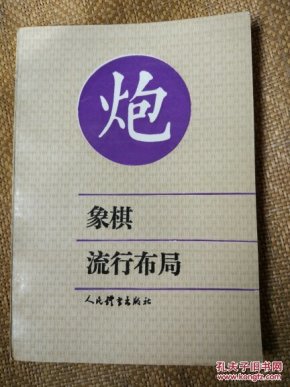 炮
象棋
流行布局
人民体育出版社
孔夫子旧书网